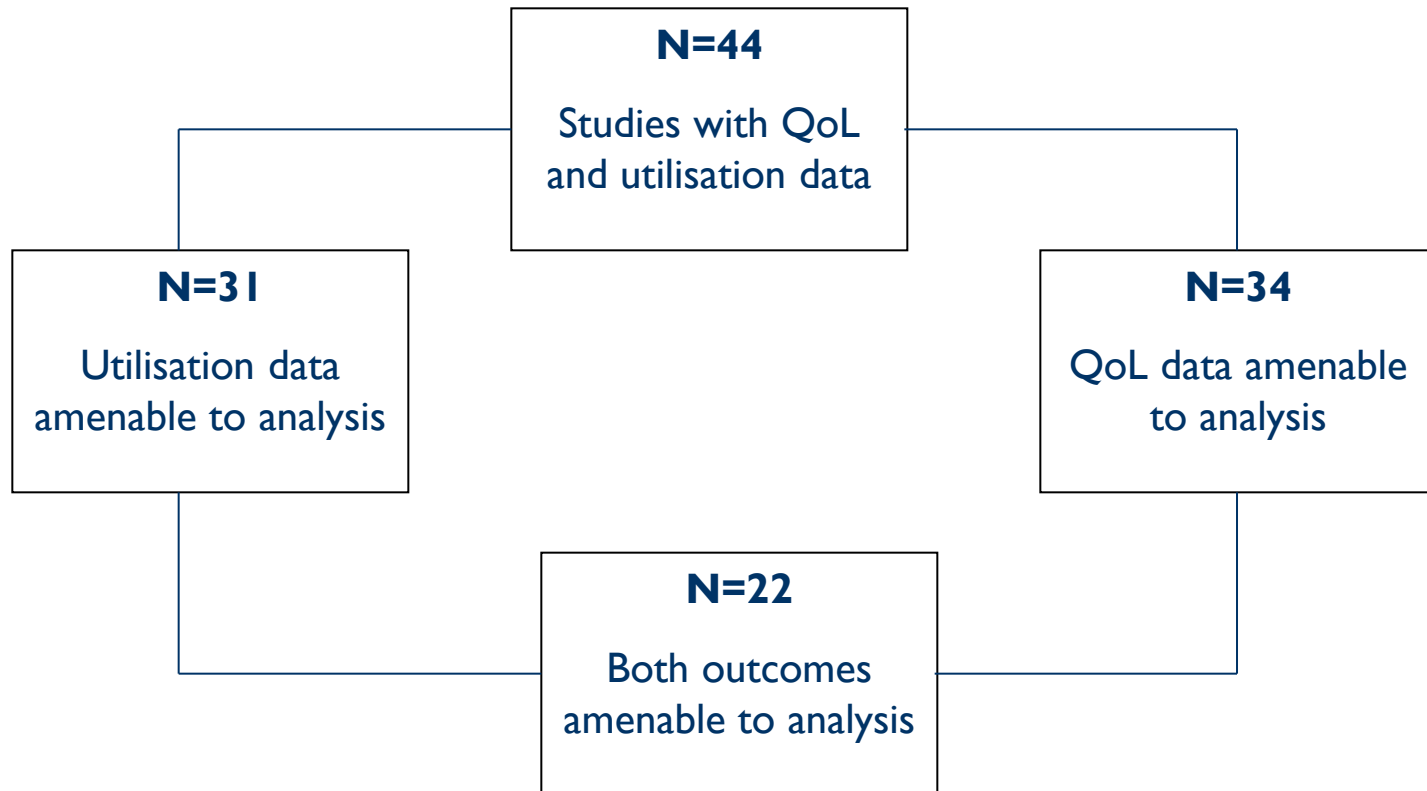 N=44
Studies with QoL
and utilisation data
N=31
Utilisation data
amenable to analysis
N=34
QoL data amenable
to analysis
N=22
Both outcomes
amenable to analysis